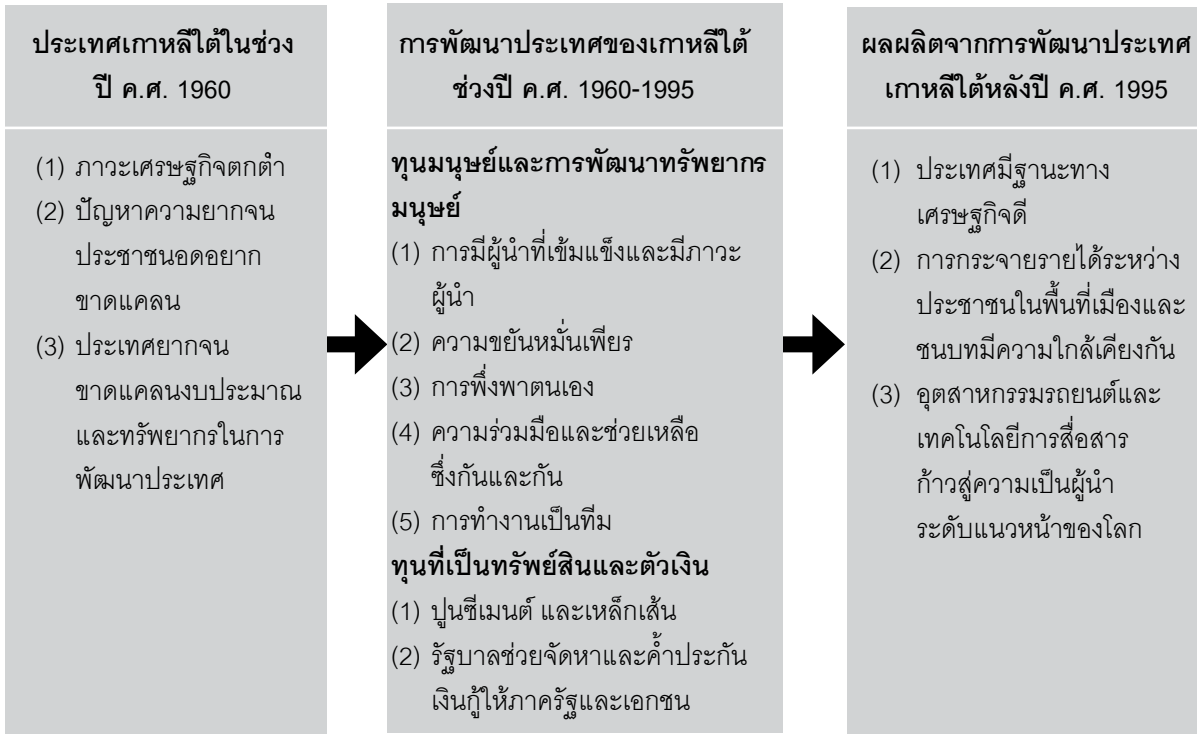 ประเทศเกาหลีใต้ในช่วง
ปี ค.ศ. 1960
(1) ภาวะเศรษฐกิจตกต่ำ
(2) ปัญหาความยากจน
ประชาชนอดอยาก
ขาดแคลน
(3) ประเทศยากจน
ขาดแคลนงบประมาณ
และทรัพยากรในการ
พัฒนาประเทศ
การพัฒนาประเทศของเกาหลีใต้
ช่วงปี ค.ศ. 1960-1995
ทุนมนุษย์และการพัฒนาทรัพยากร
มนุษย์
(1) การมีผู้นำที่เข้มแข็งและมีภาวะ
ผู้นำ
(2) ความขยันหมั่นเพียร
(3) การพึ่งพาตนเอง
(4) ความร่วมมือและช่วยเหลือ
ซึ่งกันและกัน
(5) การทำงานเป็นทีม
ทุนที่เป็นทรัพย์สินและตัวเงิน
(1) ปูนซีเมนต์ และเหล็กเส้น
(2) รัฐบาลช่วยจัดหาและค้ำประกัน
เงินกู้ให้ภาครัฐและเอกชน
ผลผลิตจากการพัฒนาประเทศ
เกาหลีใต้หลังปี ค.ศ. 1995
(1) ประเทศมีฐานะทาง
เศรษฐกิจดี
(2) การกระจายรายได้ระหว่าง
ประชาชนในพื้นที่เมืองและ
ชนบทมีความใกล้เคียงกัน
(3) อุตสาหกรรมรถยนต์และ
เทคโนโลยีการสื่อสาร
ก้าวสู่ความเป็นผู้นำ
ระดับแนวหน้าของโลก